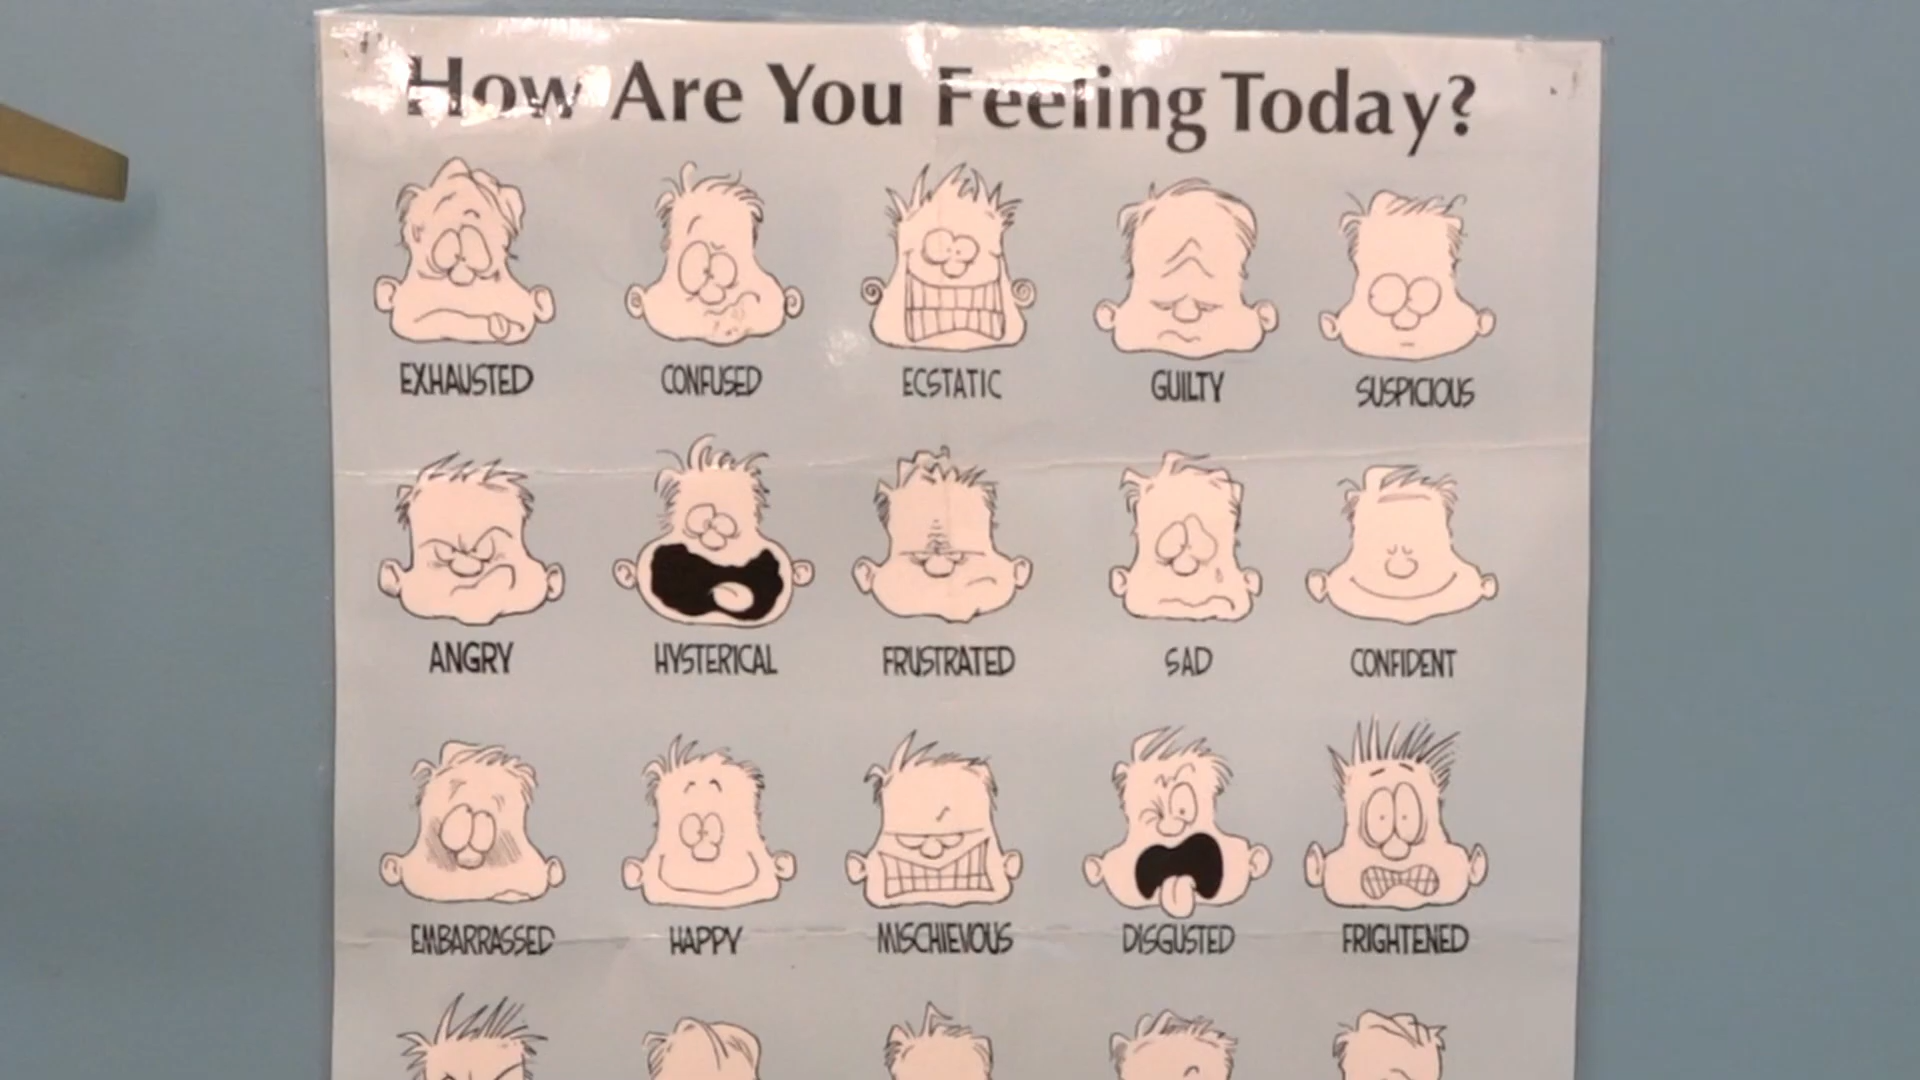 How Are You Feeling Today?
EXHAUSTED CONFUSED ECSTATIC GUILTY SUSPICIOUS
ANGRY HYSTERICAL FRUSTRATED SAD CONFIDENT
EMBARRASSED HAPPY MISCHIEVOUS DISGUSTED FRIGHTENED